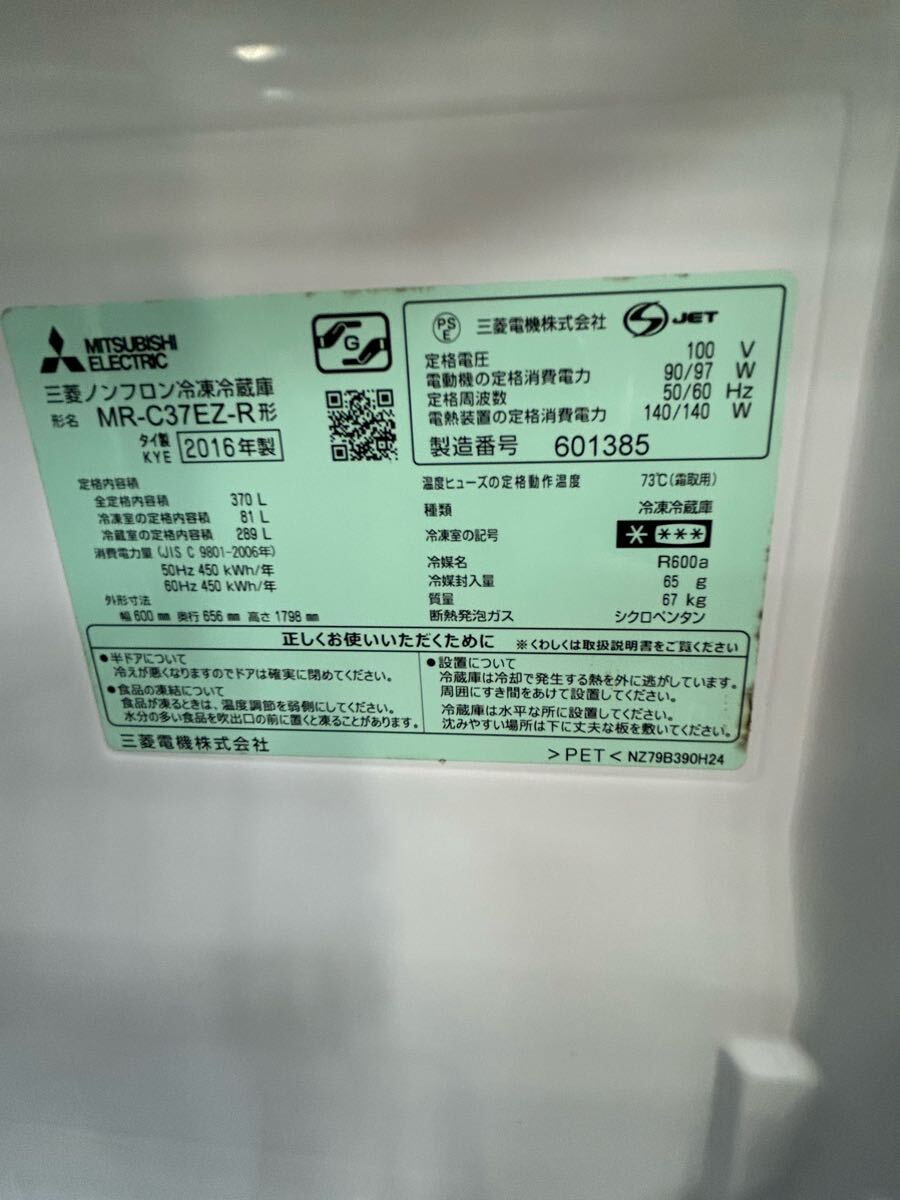 MITSUBISHI
ELECTRIC
G
三菱ノンフロン冷凍冷蔵庫
形名 MR-C37EZ-R形
タイ製
KYE 2016年製
定格内容積
全定格内容積 370 L
冷凍室の定格内容積 81 L
冷蔵室の定格内容積 289 L
消費電力量(JIS C 9801-2006年)
50Hz 450 kWh/年
60Hz 450 kWh/年
外形寸法
幅 600 mm 奥行 656 mm 高さ 1798 mm
PS
E 三菱電機株式会社 JET
定格電圧 100 V
電動機の定格消費電力 90/97 W
定格周波数 50/60 Hz
電熱装置の定格消費電力 140/140 W
製造番号 601385
温度ヒューズの定格動作温度 73℃(霜取用)
種類 冷凍冷蔵庫
冷凍室の記号 * ***
冷媒名 R600a
冷媒封入量 65 g
質量 67 kg
断熱発泡ガス シクロペンタン
正しくお使いいただくために ※くわしくは取扱説明書をご覧ください
●半ドアについて
冷えが悪くなりますのでドアは確実に閉めてください。
●食品の凍結について
食品が凍るときは、温度調節を弱側にしてください。
水分の多い食品を吹出口の前に置くと凍ることがあります。
●設置について
冷蔵庫は冷却で発生する熱を外に逃がしています。
周囲にすき間をあけて設置してください。
冷蔵庫は水平な所に設置してください。
沈みやすい場所は下に丈夫な板を敷いてください。
三菱電機株式会社
>PET< NZ79B390H24